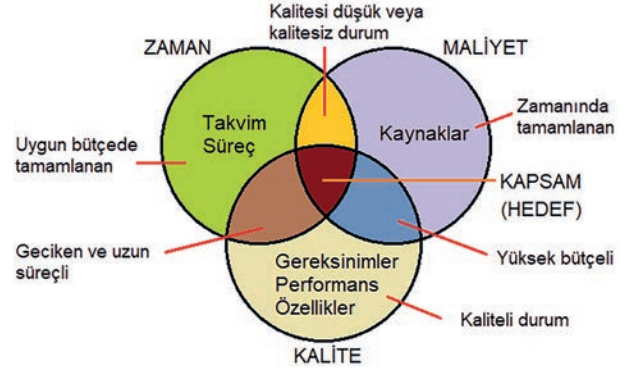 Kalitesi düşük veya
kalitesiz durum
ZAMAN
MALİYET
Takvim
Süreç
Kaynaklar
Zamanında
tamamlanan
Uygun bütçede
tamamlanan
KAPSAM
(HEDEF)
Geciken ve uzun
süreçli
Yüksek bütçeli
Gereksinimler
Performans
Özellikler
Kaliteli durum
KALİTE